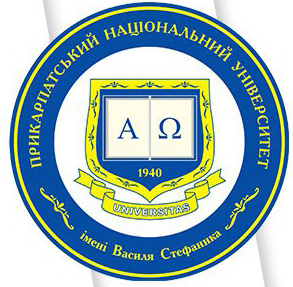 ПРИКАРПАТСЬКИЙ НАЦІОНАЛЬНИЙ УНІВЕРСИТЕТ
Α Ω
1940
UNIVERSITAS
імені Василя Стефаника